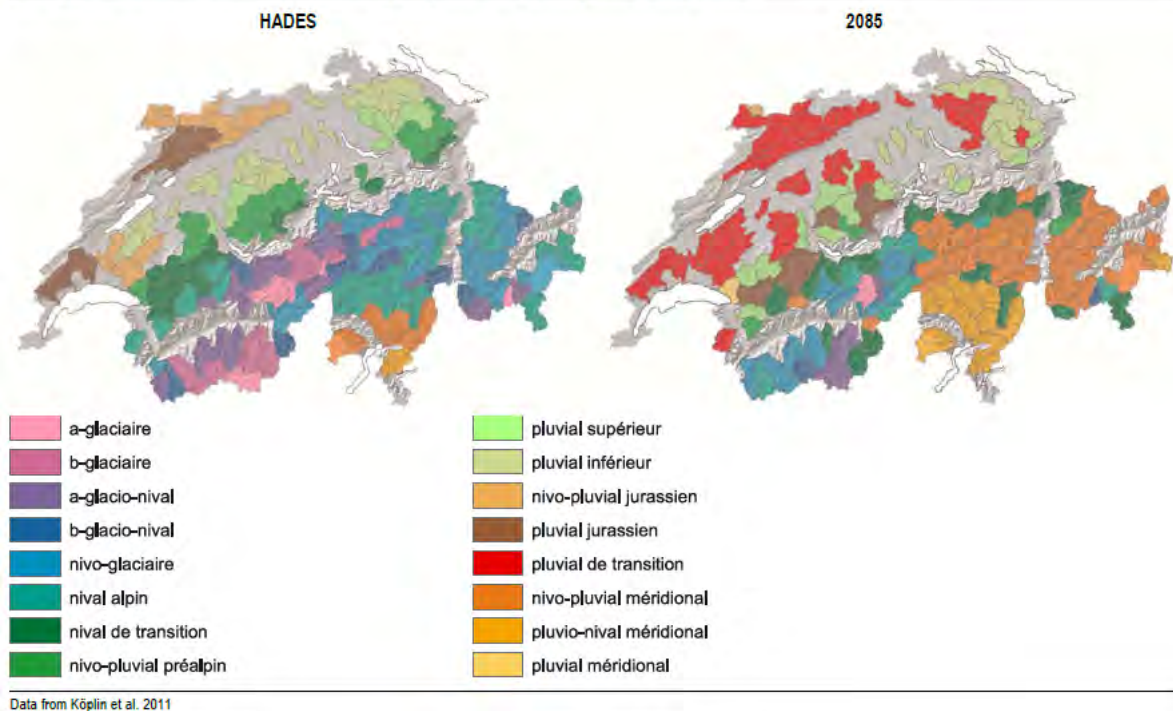 HADES
2085
a-glaciaire
b-glaciaire
a-glacio-nival
b-glacio-nival
nivo-glaciaire
nival alpin
nival de transition
nivo-pluvial préalpin
pluvial supérieur
pluvial inférieur
nivo-pluvial jurassien
pluvial jurassien
pluvial de transition
nivo-pluvial méridional
pluvio-nival méridional
pluvial méridional
Data from Köplin et al. 2011